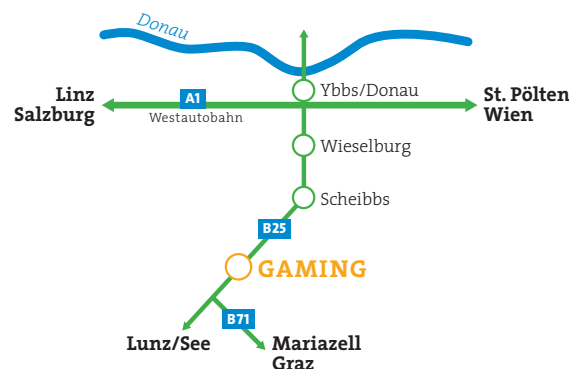 Donau
Ybbs/Donau
Linz
Salzburg
A1
Westautobahn
St. Pölten
Wien
Wieselburg
Scheibbs
B25
GAMING
B71
Lunz/See
Mariazell
Graz